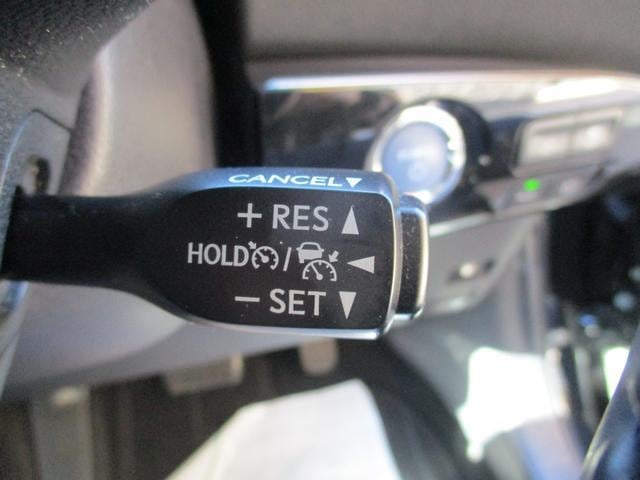 CANCEL▼
+ RES ▲
HOLD / ◀
− SET ▼